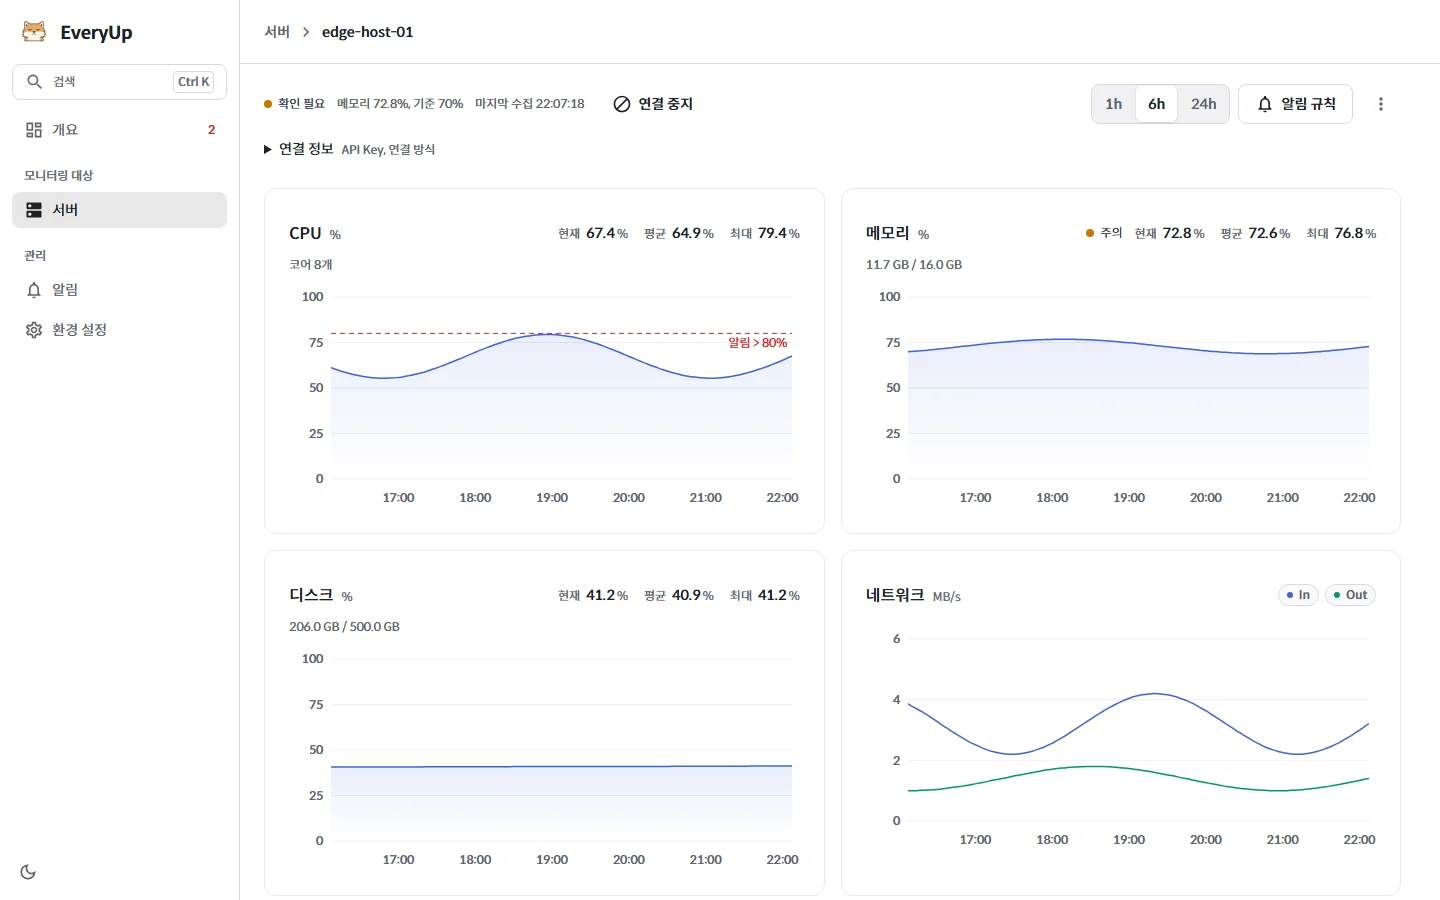 EveryUp
검색 Ctrl K
개요 2
모니터링 대상
서버
관리
알림
환경 설정
서버 > edge-host-01
확인 필요 메모리 72.8%, 기준 70% 마지막 수집 22:07:18 연결 중지
1h 6h 24h 알림 규칙
연결 정보 API Key, 연결 방식
CPU % 현재 67.4% 평균 64.9% 최대 79.4%
코어 8개
100
75
50
25
0
알림 > 80%
17:00 18:00 19:00 20:00 21:00 22:00
메모리 % 주의 현재 72.8% 평균 72.6% 최대 76.8%
11.7 GB / 16.0 GB
100
75
50
25
0
17:00 18:00 19:00 20:00 21:00 22:00
디스크 % 현재 41.2% 평균 40.9% 최대 41.2%
206.0 GB / 500.0 GB
100
75
50
25
0
17:00 18:00 19:00 20:00 21:00 22:00
네트워크 MB/s In Out
6
4
2
0
17:00 18:00 19:00 20:00 21:00 22:00